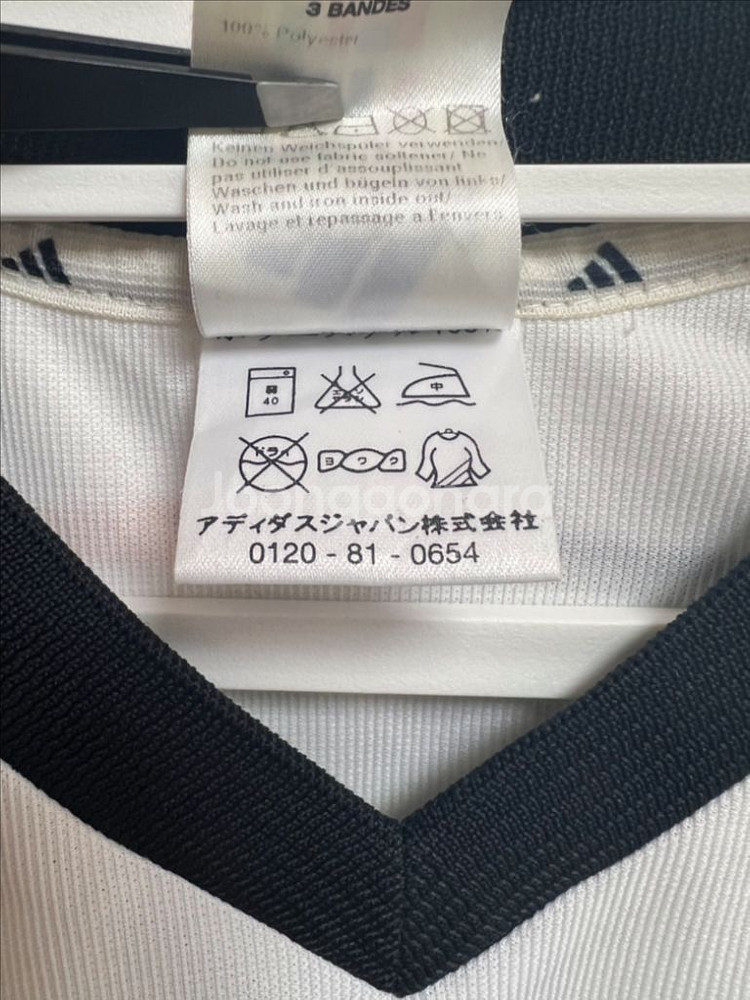 3 BANDES
100% Polyester
Keinen Weichspüler verwenden/
Do not use fabric softener/ Ne
pas utiliser d'assouplissant
Waschen und bügeln von links/
Wash and iron inside out/
Lavage et repassage a l'envers
40
中
ドライ
ヨワク
アディダスジャパン株式会社
0120 - 81 - 0654